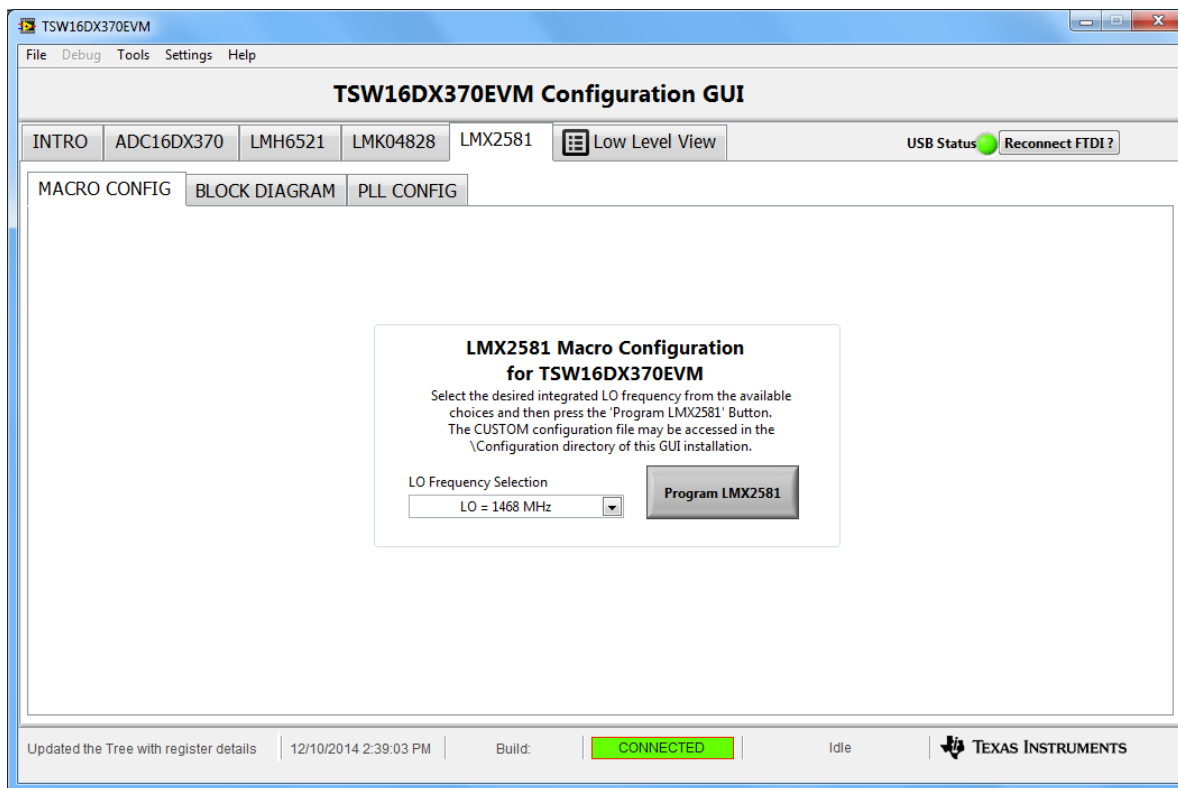 TSW16DX370EVM
File Debug Tools Settings Help
TSW16DX370EVM Configuration GUI
INTRO ADC16DX370 LMH6521 LMK04828 LMX2581 Low Level View USB Status Reconnect FTDI ?
MACRO CONFIG BLOCK DIAGRAM PLL CONFIG
LMX2581 Macro Configuration
for TSW16DX370EVM
Select the desired integrated LO frequency from the available
choices and then press the 'Program LMX2581' Button.
The CUSTOM configuration file may be accessed in the
\Configuration directory of this GUI installation.
LO Frequency Selection
LO = 1468 MHz
Program LMX2581
Updated the Tree with register details 12/10/2014 2:39:03 PM Build: CONNECTED Idle TEXAS INSTRUMENTS